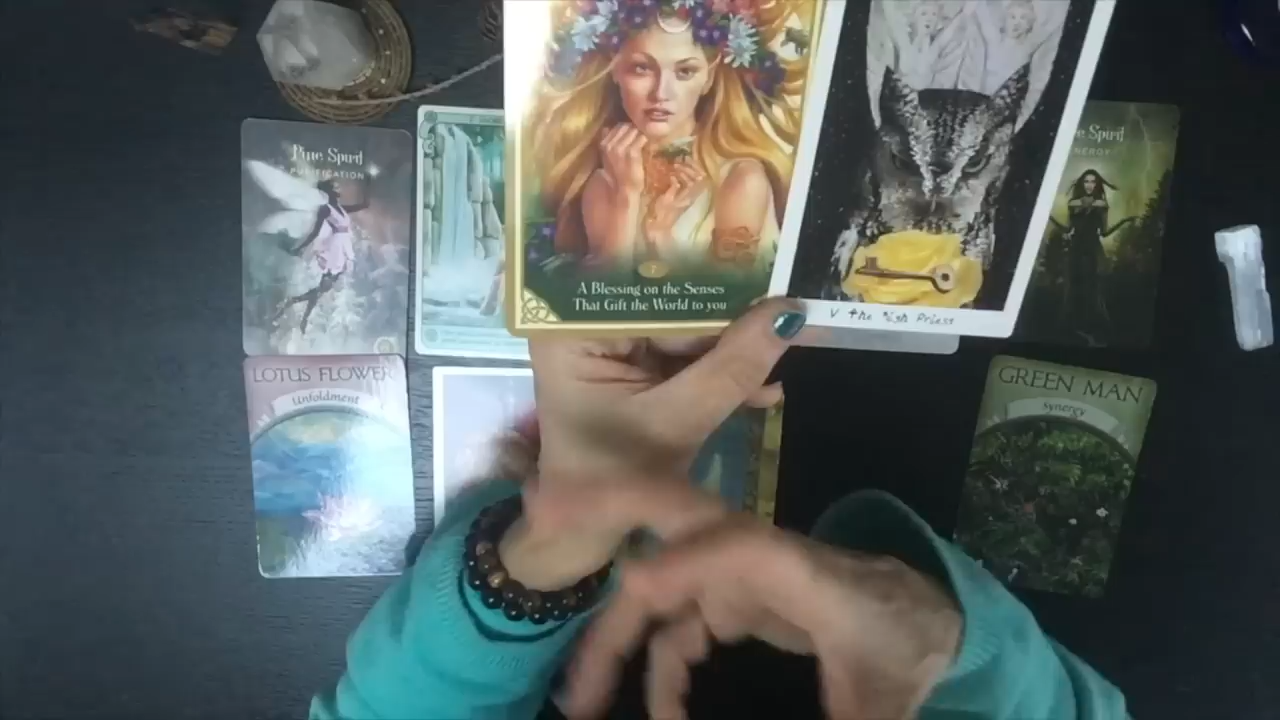 Pine Spirit
PURIFICATION
A Blessing on the Senses
That Gift the World to you
V the High Priest
Spirit
LOTUS FLOWER
Unfoldment
GREEN MAN
Synergy